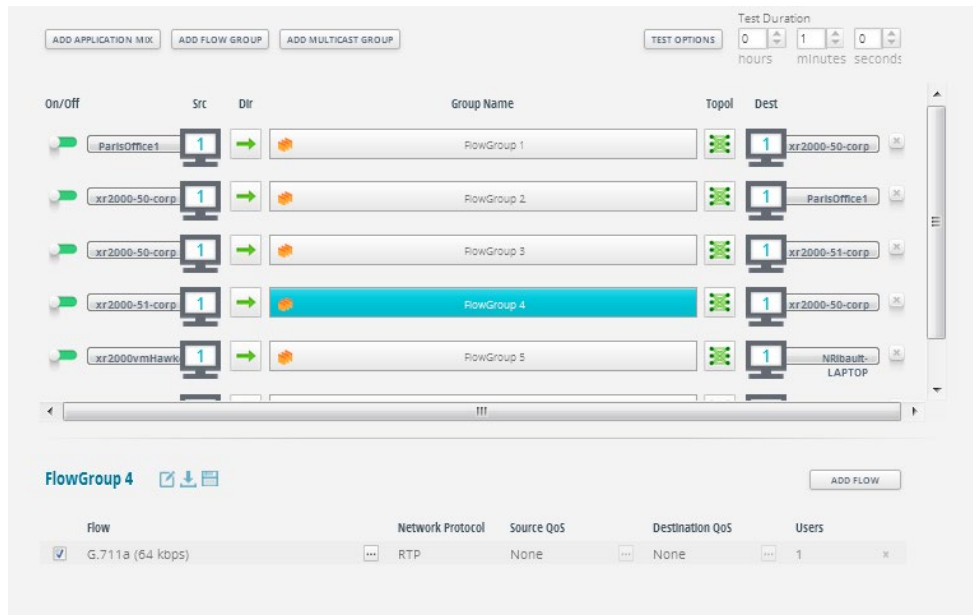 Test Duration
ADD APPLICATION MIX ADD FLOW GROUP ADD MULTICAST GROUP TEST OPTIONS 0 1 0
hours minutes seconds
On/Off Src Dir Group Name Topol Dest
ParisOffice1 1 FlowGroup 1 1 xr2000-50-corp
xr2000-50-corp 1 FlowGroup 2 1 ParisOffice1
xr2000-50-corp 1 FlowGroup 3 1 xr2000-51-corp
xr2000-51-corp 1 FlowGroup 4 1 xr2000-50-corp
xr2000vmHawk 1 FlowGroup 5 1 NRibault-
LAPTOP
FlowGroup 4 ADD FLOW
Flow Network Protocol Source QoS Destination QoS Users
G.711a (64 kbps) ... RTP None ... None ... 1 x